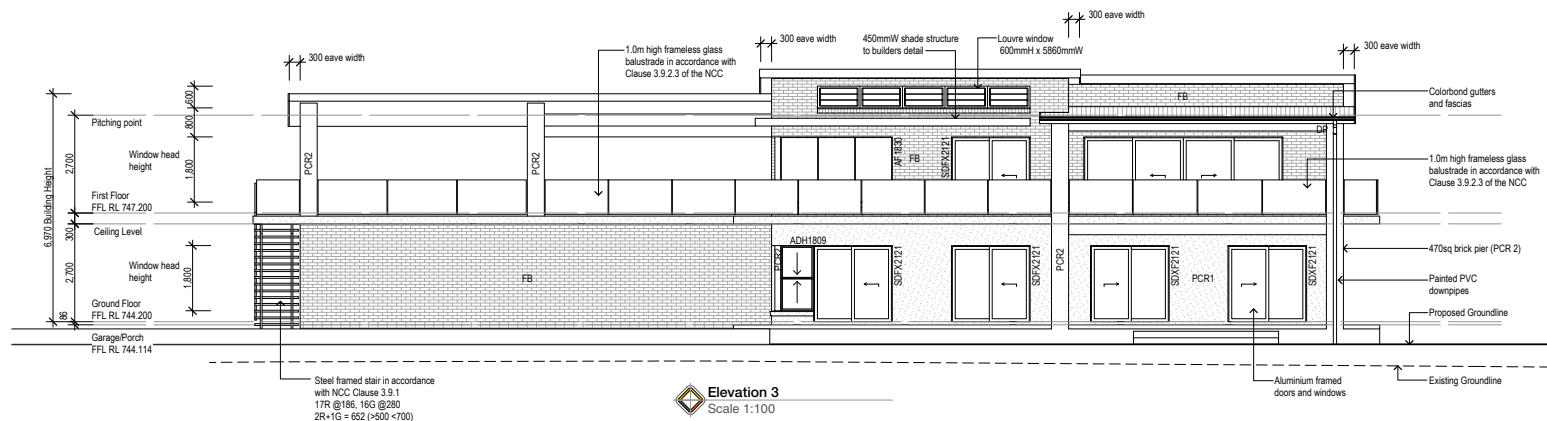 300 eave width
300 eave width
300 eave width
300 eave width
1.0m high frameless glass
balustrade in accordance with
Clause 3.9.2.3 of the NCC
450mmW shade structure
to builders detail
Louvre window
600mmH x 5860mmW
Colorbond gutters
and fascias
1.0m high frameless glass
balustrade in accordance with
Clause 3.9.2.3 of the NCC
470sq brick pier (PCR 2)
Painted PVC
downpipes
Proposed Groundline
Existing Groundline
Aluminium framed
doors and windows
6,970 Building Height
600
800
1,800
2,700
300
2,700
1,800
86
Pitching point
Window head
height
First Floor
FFL RL 747.200
Ceiling Level
Window head
height
Ground Floor
FFL RL 744.200
Garage/Porch
FFL RL 744.114
PCR2
PCR2
FB
AF1830
FB
SDFX2121
FB
DP
FB
PCR2
ADH1809
SDFX2121
SDFX2121
PCR2
SDXF2121
PCR1
SDXF2121
Steel framed stair in accordance
with NCC Clause 3.9.1
17R @186, 16G @280
2R+1G = 652 (>500 <700)
Elevation 3
Scale 1:100